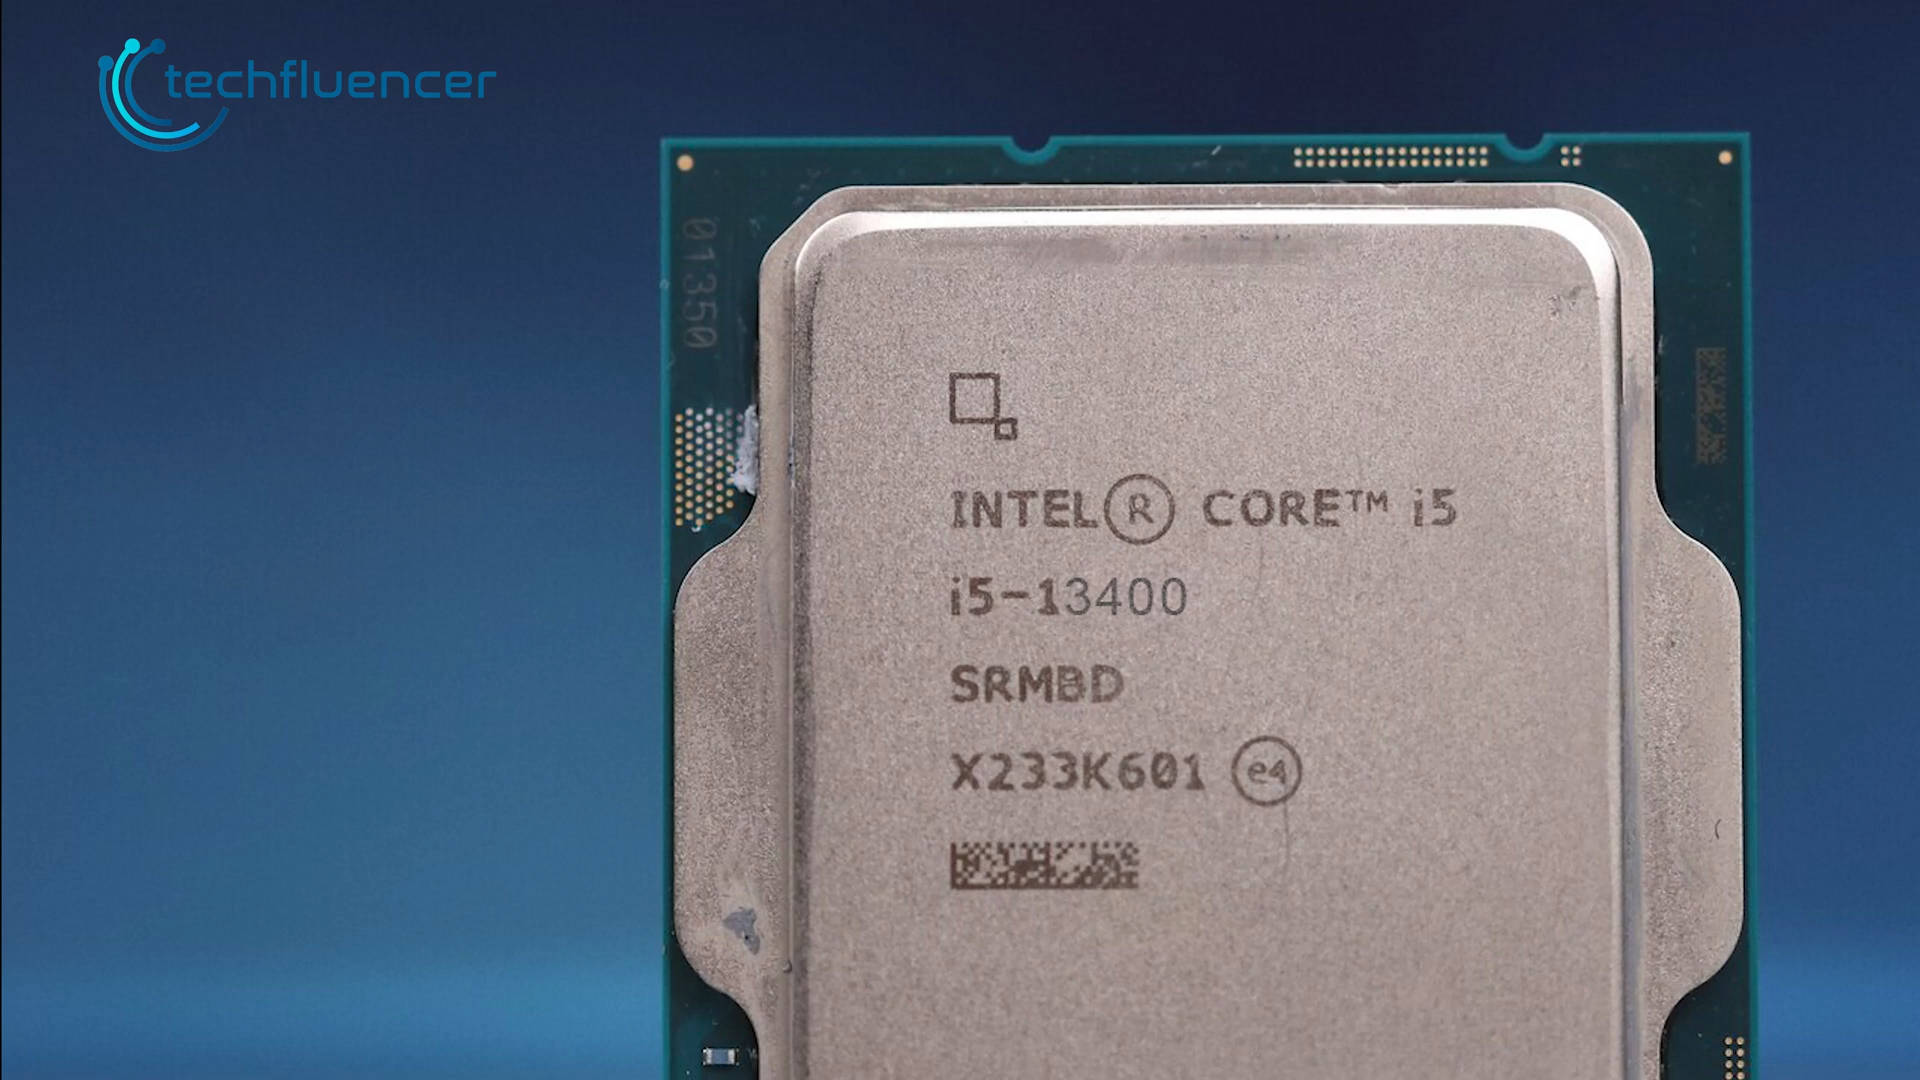 techfluencer
01350
INTEL® CORE™ i5
i5-13400
SRMBD
X233K601 e4